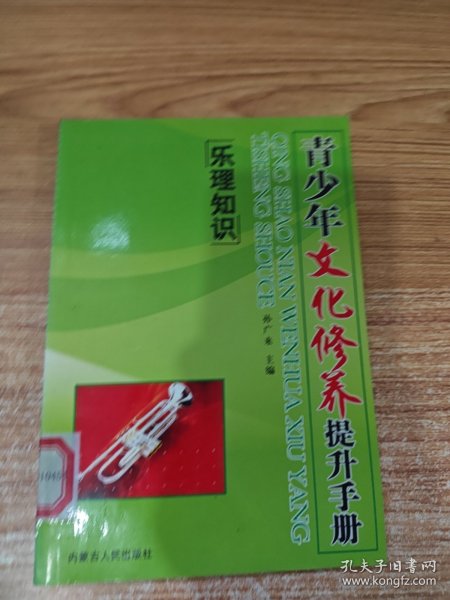 青少年文化修养提升手册
QING SHAO NIAN WENHUA XIU YANG
TISHENG SHOUCE
孙广来 主编
乐理知识
内蒙古人民出版社
孔夫子旧书网
www.kongfz.com